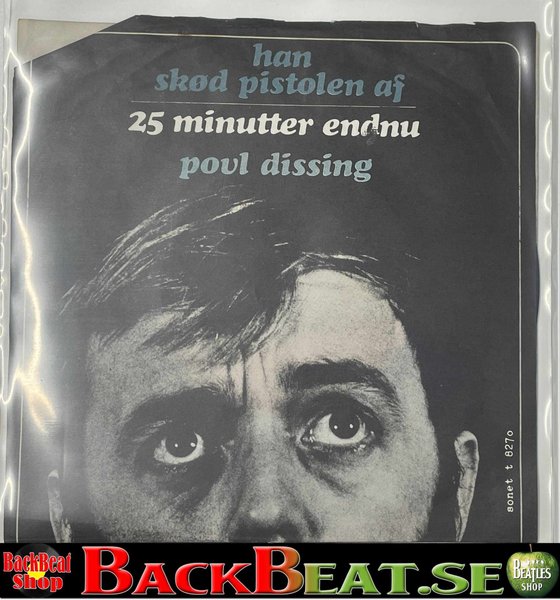 han
skød pistolen af
25 minutter endnu
povl dissing
sonet t 8270
BackBeat
Shop
BACKBEAT.SE
BEATLES
SHOP